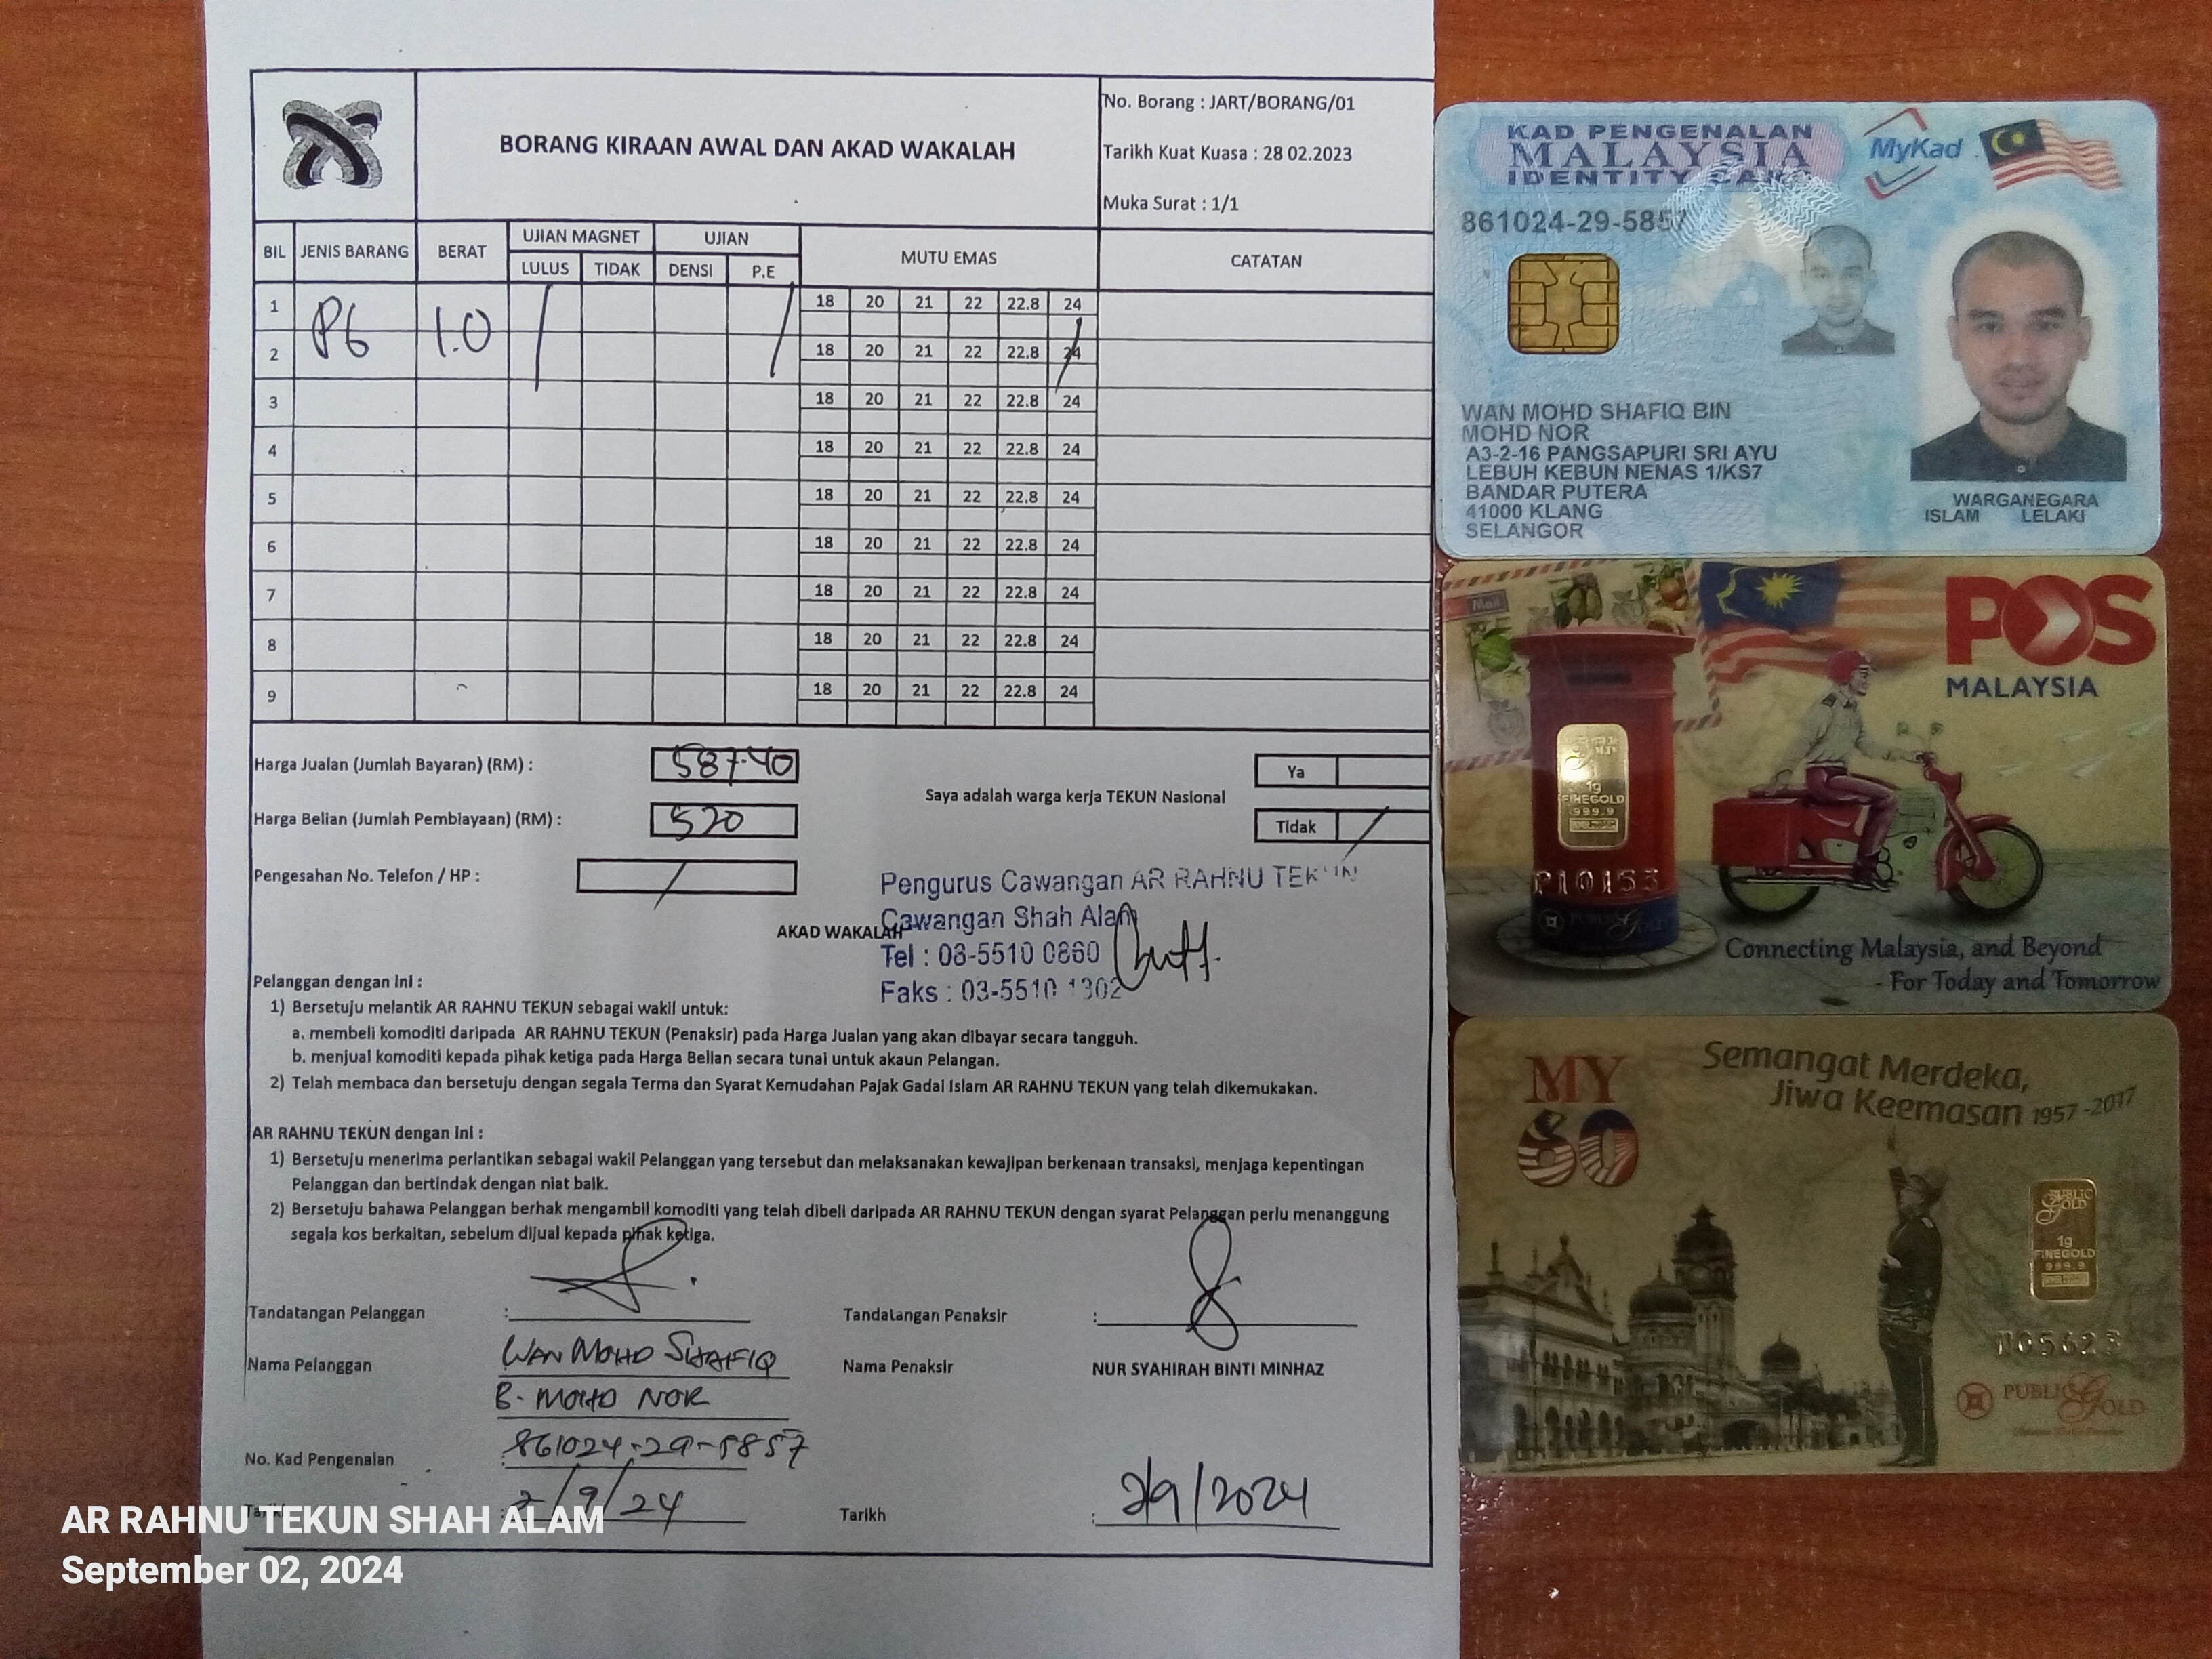 BORANG KIRAAN AWAL DAN AKAD WAKALAH
No. Borang : JART/BORANG/01
Tarikh Kuat Kuasa : 28 02.2023
Muka Surat : 1/1
BIL JENIS BARANG BERAT UJIAN MAGNET UJIAN MUTU EMAS CATATAN
LULUS TIDAK DENSI P.E
1 18 20 21 22 22.8 24
PG 1.0 / / /
2 18 20 21 22 22.8 24
3 18 20 21 22 22.8 24
4 18 20 21 22 22.8 24
5 18 20 21 22 22.8 24
6 18 20 21 22 22.8 24
7 18 20 21 22 22.8 24
8 18 20 21 22 22.8 24
9 18 20 21 22 22.8 24
Harga Jualan (Jumlah Bayaran) (RM) : 587.40
Harga Belian (Jumlah Pembiayaan) (RM) : 520
Saya adalah warga kerja TEKUN Nasional
Ya
Tidak /
Pengesahan No. Telefon / HP : /
Pengurus Cawangan AR RAHNU TEKUN
Cawangan Shah Alam
Tel : 03-5510 0860
Faks : 03-5510 1302
AKAD WAKALAH
Pelanggan dengan ini :
1) Bersetuju melantik AR RAHNU TEKUN sebagai wakil untuk:
a. membeli komoditi daripada AR RAHNU TEKUN (Penaksir) pada Harga Jualan yang akan dibayar secara tangguh.
b. menjual komoditi kepada pihak ketiga pada Harga Belian secara tunai untuk akaun Pelangan.
2) Telah membaca dan bersetuju dengan segala Terma dan Syarat Kemudahan Pajak Gadai Islam AR RAHNU TEKUN yang telah dikemukakan.
AR RAHNU TEKUN dengan ini :
1) Bersetuju menerima perlantikan sebagai wakil Pelanggan yang tersebut dan melaksanakan kewajipan berkenaan transaksi, menjaga kepentingan
Pelanggan dan bertindak dengan niat baik.
2) Bersetuju bahawa Pelanggan berhak mengambil komoditi yang telah dibeli daripada AR RAHNU TEKUN dengan syarat Pelanggan perlu menanggung
segala kos berkaitan, sebelum dijual kepada pihak ketiga.
Tandatangan Pelanggan :
Tandatangan Penaksir :
Nama Pelanggan WAN MOHD SHAFIQ
B. MOHD NOR
Nama Penaksir NUR SYAHIRAH BINTI MINHAZ
No. Kad Pengenalan : 861024-29-5857
Tarikh : 2/9/24
Tarikh : 2/9/2024
AR RAHNU TEKUN SHAH ALAM
September 02, 2024
KAD PENGENALAN
MALAYSIA
IDENTITY CARD
MyKad
861024-29-5857
WAN MOHD SHAFIQ BIN
MOHD NOR
A3-2-16 PANGSAPURI SRI AYU
LEBUH KEBUN NENAS 1/KS7
BANDAR PUTERA
41000 KLANG
SELANGOR
WARGANEGARA
ISLAM LELAKI
Mail
POS
MALAYSIA
1g
FINEGOLD
999.9
P10153
PUBLIC GOLD
Connecting Malaysia, and Beyond
- For Today and Tomorrow
MY
60
Semangat Merdeka,
Jiwa Keemasan 1957 -2017
PUBLIC
GOLD
1g
FINEGOLD
999.9
05623
PUBLIC GOLD